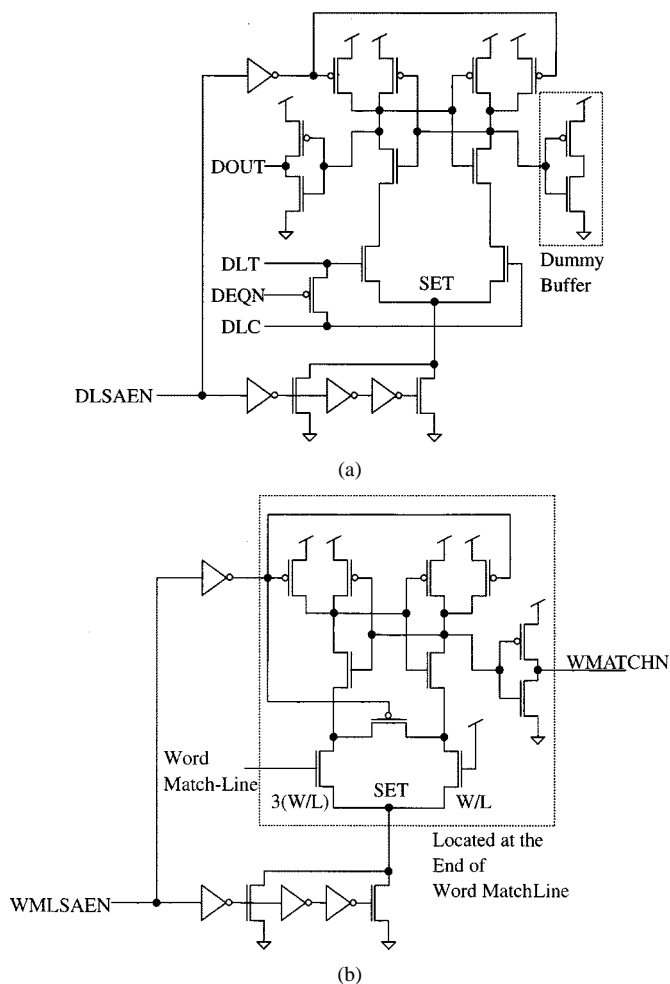 DOUT
Dummy
Buffer
DLT
SET
DEQN
DLC
DLSAEN
(a)
WMATCHN
Word
Match-Line
3(W/L)
SET
W/L
Located at the
End of
Word MatchLine
WMLSAEN
(b)